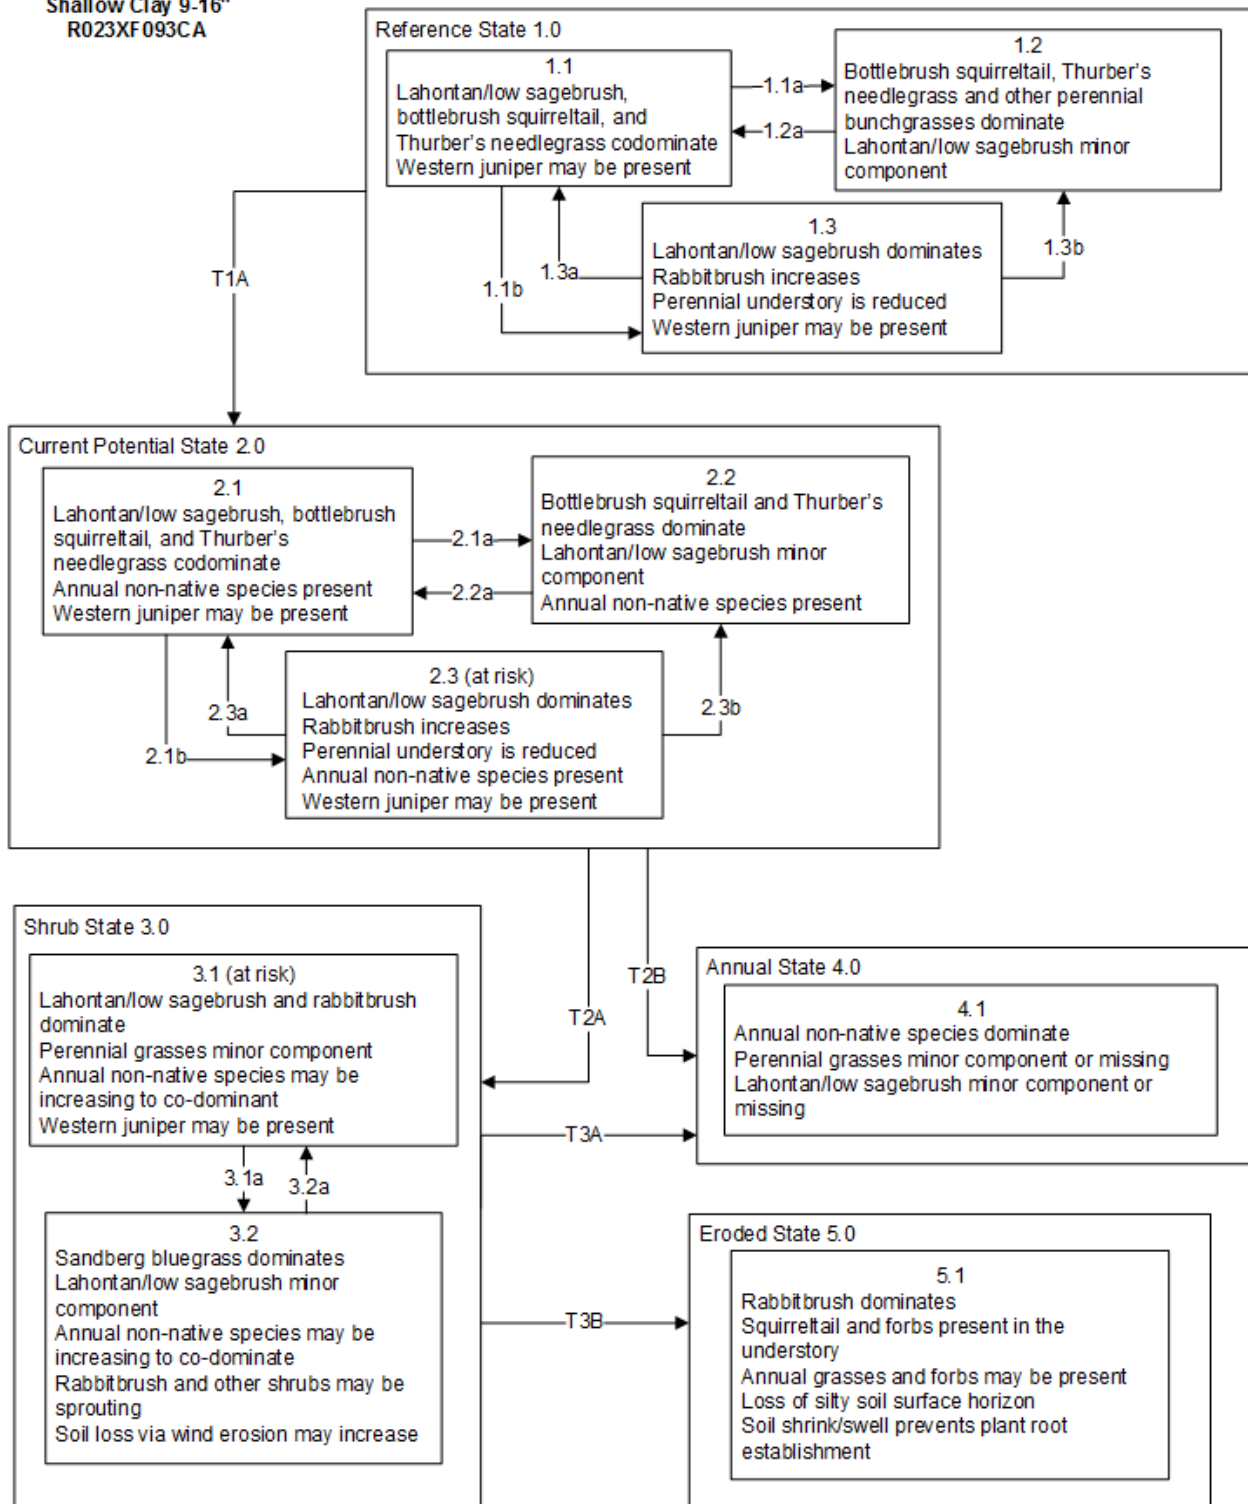 Shallow Clay 9-16"
R023XF093CA
Reference State 1.0
1.1
Lahontan/low sagebrush,
bottlebrush squirreltail, and
Thurber's needlegrass codominate
Western juniper may be present
1.1a
1.2a
1.2
Bottlebrush squirreltail, Thurber's
needlegrass and other perennial
bunchgrasses dominate
Lahontan/low sagebrush minor
component
1.3
Lahontan/low sagebrush dominates
Rabbitbrush increases
Perennial understory is reduced
Western juniper may be present
1.3a
1.1b
1.3b
T1A
Current Potential State 2.0
2.1
Lahontan/low sagebrush, bottlebrush
squirreltail, and Thurber's
needlegrass codominate
Annual non-native species present
Western juniper may be present
2.1a
2.2a
2.2
Bottlebrush squirreltail and Thurber's
needlegrass dominate
Lahontan/low sagebrush minor
component
Annual non-native species present
2.3 (at risk)
Lahontan/low sagebrush dominates
Rabbitbrush increases
Perennial understory is reduced
Annual non-native species present
Western juniper may be present
2.3a
2.1b
2.3b
T2A
T2B
Shrub State 3.0
3.1 (at risk)
Lahontan/low sagebrush and rabbitbrush
dominate
Perennial grasses minor component
Annual non-native species may be
increasing to co-dominant
Western juniper may be present
3.1a
3.2a
3.2
Sandberg bluegrass dominates
Lahontan/low sagebrush minor
component
Annual non-native species may be
increasing to co-dominate
Rabbitbrush and other shrubs may be
sprouting
Soil loss via wind erosion may increase
T3A
T3B
Annual State 4.0
4.1
Annual non-native species dominate
Perennial grasses minor component or missing
Lahontan/low sagebrush minor component or
missing
Eroded State 5.0
5.1
Rabbitbrush dominates
Squirreltail and forbs present in the
understory
Annual grasses and forbs may be present
Loss of silty soil surface horizon
Soil shrink/swell prevents plant root
establishment